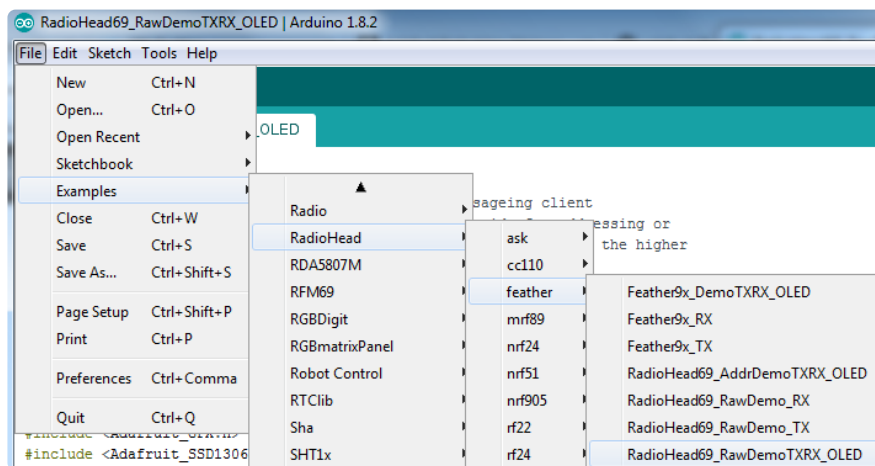 RadioHead69_RawDemoTXRX_OLED | Arduino 1.8.2
File Edit Sketch Tools Help
New Ctrl+N
Open... Ctrl+O
Open Recent
Sketchbook
Examples
Close Ctrl+W
Save Ctrl+S
Save As... Ctrl+Shift+S
Page Setup Ctrl+Shift+P
Print Ctrl+P
Preferences Ctrl+Comma
Quit Ctrl+Q
_OLED
sageing client
essing or
the higher
Radio
RadioHead
RDA5807M
RFM69
RGBDigit
RGBmatrixPanel
Robot Control
RTClib
Sha
SHT1x
ask
cc110
feather
mrf89
nrf24
nrf51
nrf905
rf22
rf24
Feather9x_DemoTXRX_OLED
Feather9x_RX
Feather9x_TX
RadioHead69_AddrDemoTXRX_OLED
RadioHead69_RawDemo_RX
RadioHead69_RawDemo_TX
RadioHead69_RawDemoTXRX_OLED
#include <Adafruit_GFX.h>
#include <Adafruit_SSD1306